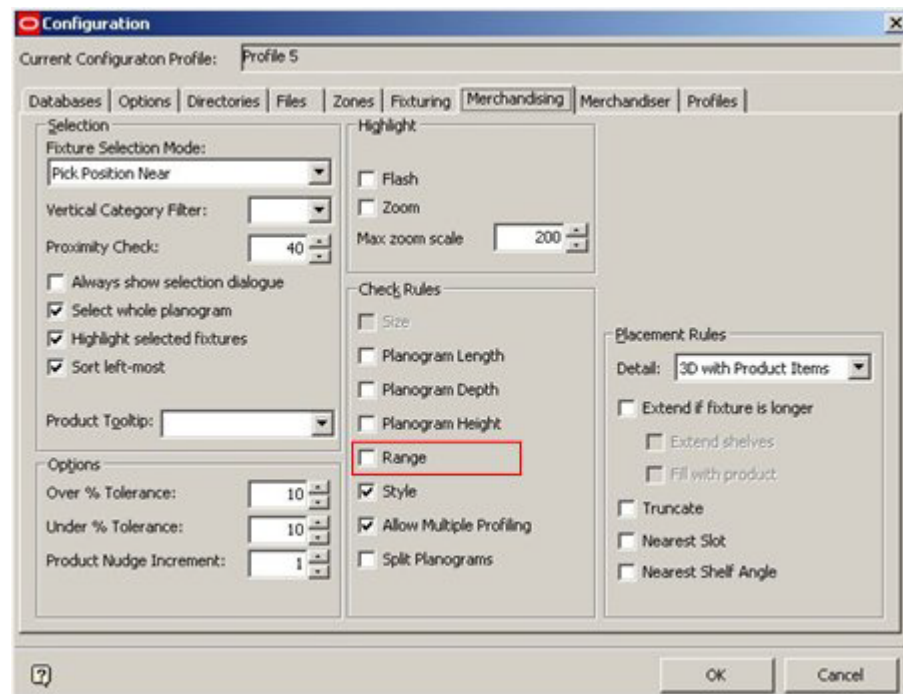 Configuration
Current Configuraton Profile: Profile 5
Databases Options Directories Files Zones Fixturing Merchandising Merchandiser Profiles
Selection
Fixture Selection Mode:
Pick Position Near
Vertical Category Filter:
Proximity Check: 40
Always show selection dialogue
Select whole planogram
Highlight selected fixtures
Sort left-most
Product Tooltip:
Options
Over % Tolerance: 10
Under % Tolerance: 10
Product Nudge Increment: 1
Highlight
Flash
Zoom
Max zoom scale 200
Check Rules
Size
Planogram Length
Planogram Depth
Planogram Height
Range
Style
Allow Multiple Profiling
Split Planograms
Placement Rules
Detail: 3D with Product Items
Extend if fixture is longer
Extend shelves
Fill with product
Truncate
Nearest Slot
Nearest Shelf Angle
?
OK Cancel